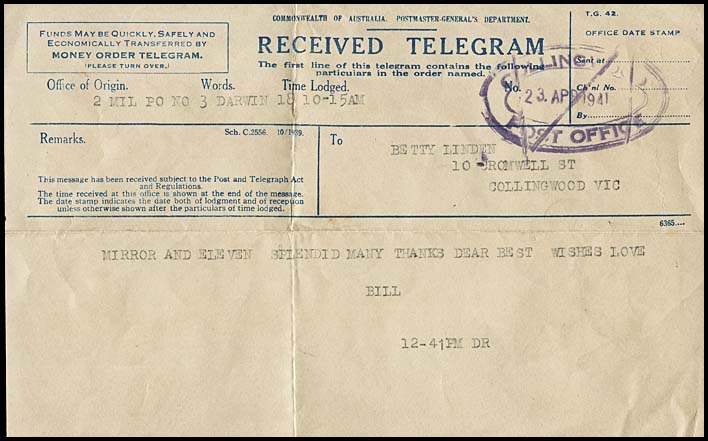 COMMONWEALTH OF AUSTRALIA. POSTMASTER-GENERAL'S DEPARTMENT.
T.G. 42.
FUNDS MAY BE QUICKLY, SAFELY AND
ECONOMICALLY TRANSFERRED BY
MONEY ORDER TELEGRAM.
(PLEASE TURN OVER.)
RECEIVED TELEGRAM
The first line of this telegram contains the following
particulars in the order named.
OFFICE DATE STAMP
Sent at
Ch'nl No.
By
POST OFFICE
23 AP 1941
Office of Origin. Words. Time Lodged. No.
2 MIL PO NO 3 DARWIN 18 10-15AM
Remarks.
Sch. C.2556. 10/1939.
To
BETTY LINDEN
10 CROMWELL ST
COLLINGWOOD VIC
This message has been received subject to the Post and Telegraph Act
and Regulations.
The time received at this office is shown at the end of the message.
The date stamp indicates the date both of lodgment and of reception
unless otherwise shown after the particulars of time lodged.
6365....
MIRROR AND ELEVEN SPLENDID MANY THANKS DEAR BEST WISHES LOVE
BILL
12-41PM DR